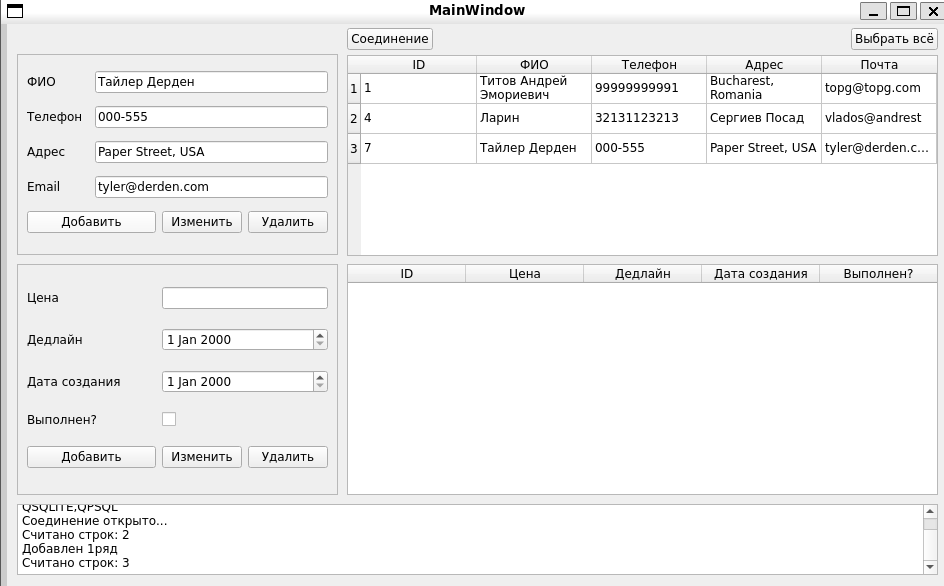 MainWindow
Соединение
Выбрать всё
ФИО
Тайлер Дерден
Телефон
000-555
Адрес
Paper Street, USA
Email
tyler@derden.com
Добавить Изменить Удалить
ID ФИО Телефон Адрес Почта
1 1 Титов Андрей Эмориевич 99999999991 Bucharest, Romania topg@topg.com
2 4 Ларин 32131123213 Сергиев Посад vlados@andrest
3 7 Тайлер Дерден 000-555 Paper Street, USA tyler@derden.c...
Цена
Дедлайн
1 Jan 2000
Дата создания
1 Jan 2000
Выполнен?
Добавить Изменить Удалить
ID Цена Дедлайн Дата создания Выполнен?
QSQLITE,QPSQL
Соединение открыто...
Считано строк: 2
Добавлен 1ряд
Считано строк: 3